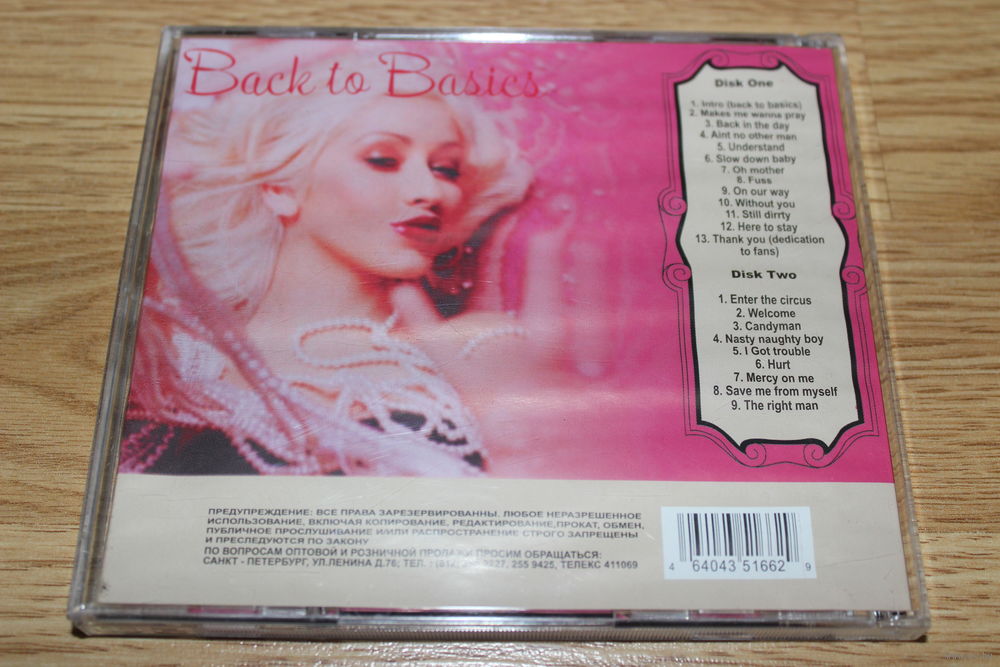 Back to Basics
Disk One
1. Intro (back to basics)
2. Makes me wanna pray
3. Back in the day
4. Aint no other man
5. Understand
6. Slow down baby
7. Oh mother
8. Fuss
9. On our way
10. Without you
11. Still dirrty
12. Here to stay
13. Thank you (dedication
to fans)
Disk Two
1. Enter the circus
2. Welcome
3. Candyman
4. Nasty naughty boy
5. I Got trouble
6. Hurt
7. Mercy on me
8. Save me from myself
9. The right man
ПРЕДУПРЕЖДЕНИЕ: ВСЕ ПРАВА ЗАРЕЗЕРВИРОВАННЫ. ЛЮБОЕ НЕРАЗРЕШЕННОЕ
ИСПОЛЬЗОВАНИЕ, ВКЛЮЧАЯ КОПИРОВАНИЕ, РЕДАКТИРОВАНИЕ,ПРОКАТ, ОБМЕН,
ПУБЛИЧНОЕ ПРОСЛУШИВАНИЕ И\ИЛИ РАСПРОСТРАНЕНИЕ СТРОГО ЗАПРЕЩЕНЫ
И ПРЕСЛЕДУЮТСЯ ПО ЗАКОНУ
ПО ВОПРОСАМ ОПТОВОЙ И РОЗНИЧНОЙ ПРОДАЖИ ПРОСИМ ОБРАЩАТЬСЯ:
САНКТ - ПЕТЕРБУРГ, УЛ.ЛЕНИНА Д.76; ТЕЛ. 255 9425, ТЕЛЕКС 411069
4 64043 51662 9